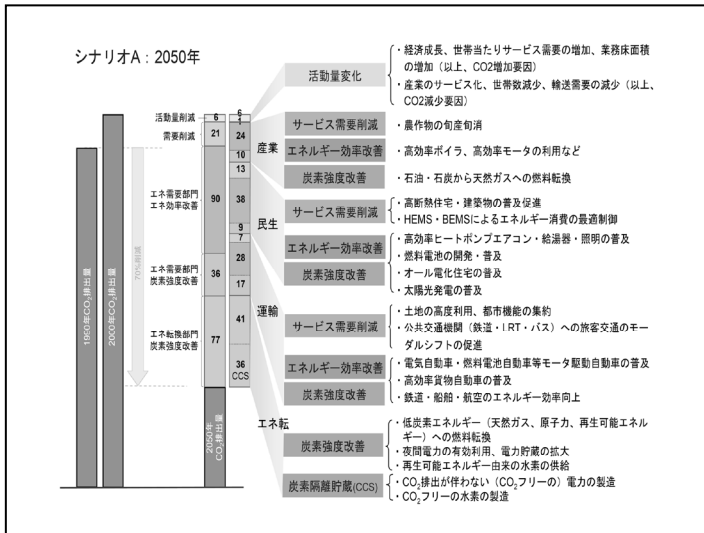 シナリオA：2050年
活動量削減
需要削減
エネ需要部門
エネ効率改善
エネ需要部門
炭素強度改善
エネ転換部門
炭素強度改善
1990年CO2排出量
2000年CO2排出量
70%削減
2050年
CO2排出量
6
21
90
36
77
6
1
24
10
13
38
9
7
28
17
41
36
CCS
活動量変化
・経済成長、世帯当たりサービス需要の増加、業務床面積
の増加（以上、CO2増加要因）
・産業のサービス化、世帯数減少、輸送需要の減少（以上、
CO2減少要因）
産業
サービス需要削減
・農作物の旬産旬消
エネルギー効率改善
・高効率ボイラ、高効率モータの利用など
炭素強度改善
・石油・石炭から天然ガスへの燃料転換
民生
サービス需要削減
・高断熱住宅・建築物の普及促進
・HEMS・BEMSによるエネルギー消費の最適制御
エネルギー効率改善
炭素強度改善
・高効率ヒートポンプエアコン・給湯器・照明の普及
・燃料電池の開発・普及
・オール電化住宅の普及
・太陽光発電の普及
運輸
サービス需要削減
・土地の高度利用、都市機能の集約
・公共交通機関（鉄道・LRT・バス）への旅客交通のモー
ダルシフトの促進
エネルギー効率改善
炭素強度改善
・電気自動車・燃料電池自動車等モータ駆動自動車の普及
・高効率貨物自動車の普及
・鉄道・船舶・航空のエネルギー効率向上
エネ転
炭素強度改善
・低炭素エネルギー（天然ガス、原子力、再生可能エネル
ギー）への燃料転換
・夜間電力の有効利用、電力貯蔵の拡大
・再生可能エネルギー由来の水素の供給
炭素隔離貯蔵(CCS)
・CO2排出が伴わない（CO2フリーの）電力の製造
・CO2フリーの水素の製造